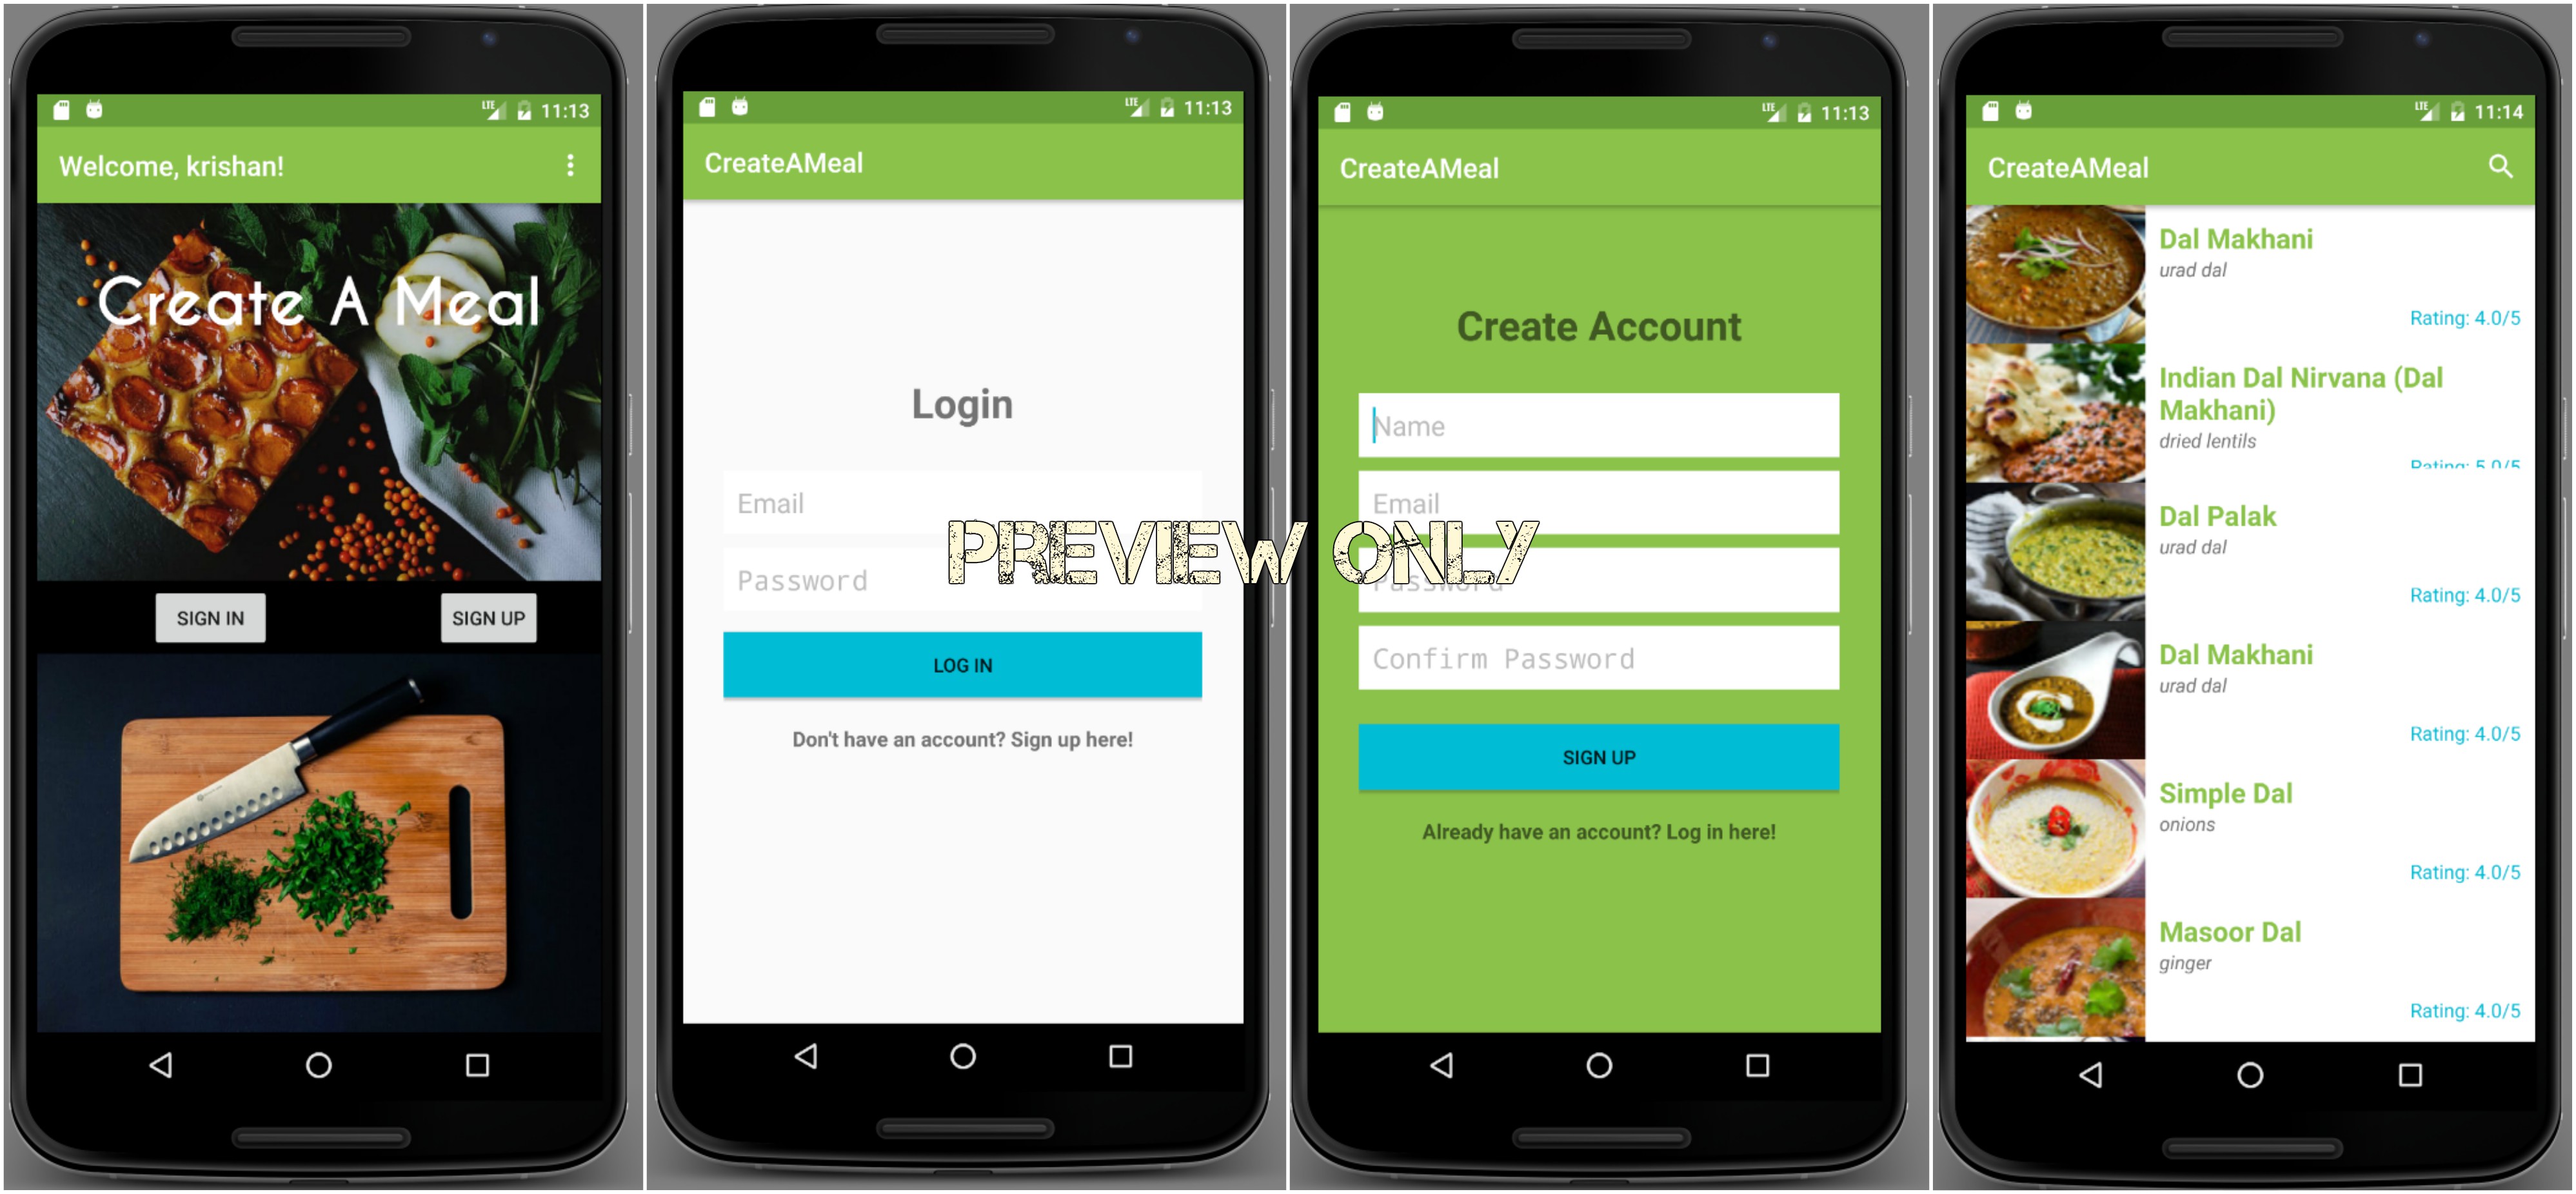 LTE 11:13
Welcome, krishan!
Create A Meal
SIGN IN
SIGN UP
LTE 11:13
CreateAMeal
Login
Email
Password
LOG IN
Don't have an account? Sign up here!
LTE 11:13
CreateAMeal
Create Account
Name
Email
Password
Confirm Password
SIGN UP
Already have an account? Log in here!
PREVIEW ONLY
LTE 11:14
CreateAMeal
Dal Makhani
urad dal
Rating: 4.0/5
Indian Dal Nirvana (Dal
Makhani)
dried lentils
Rating: 5.0/5
Dal Palak
urad dal
Rating: 4.0/5
Dal Makhani
urad dal
Rating: 4.0/5
Simple Dal
onions
Rating: 4.0/5
Masoor Dal
ginger
Rating: 4.0/5